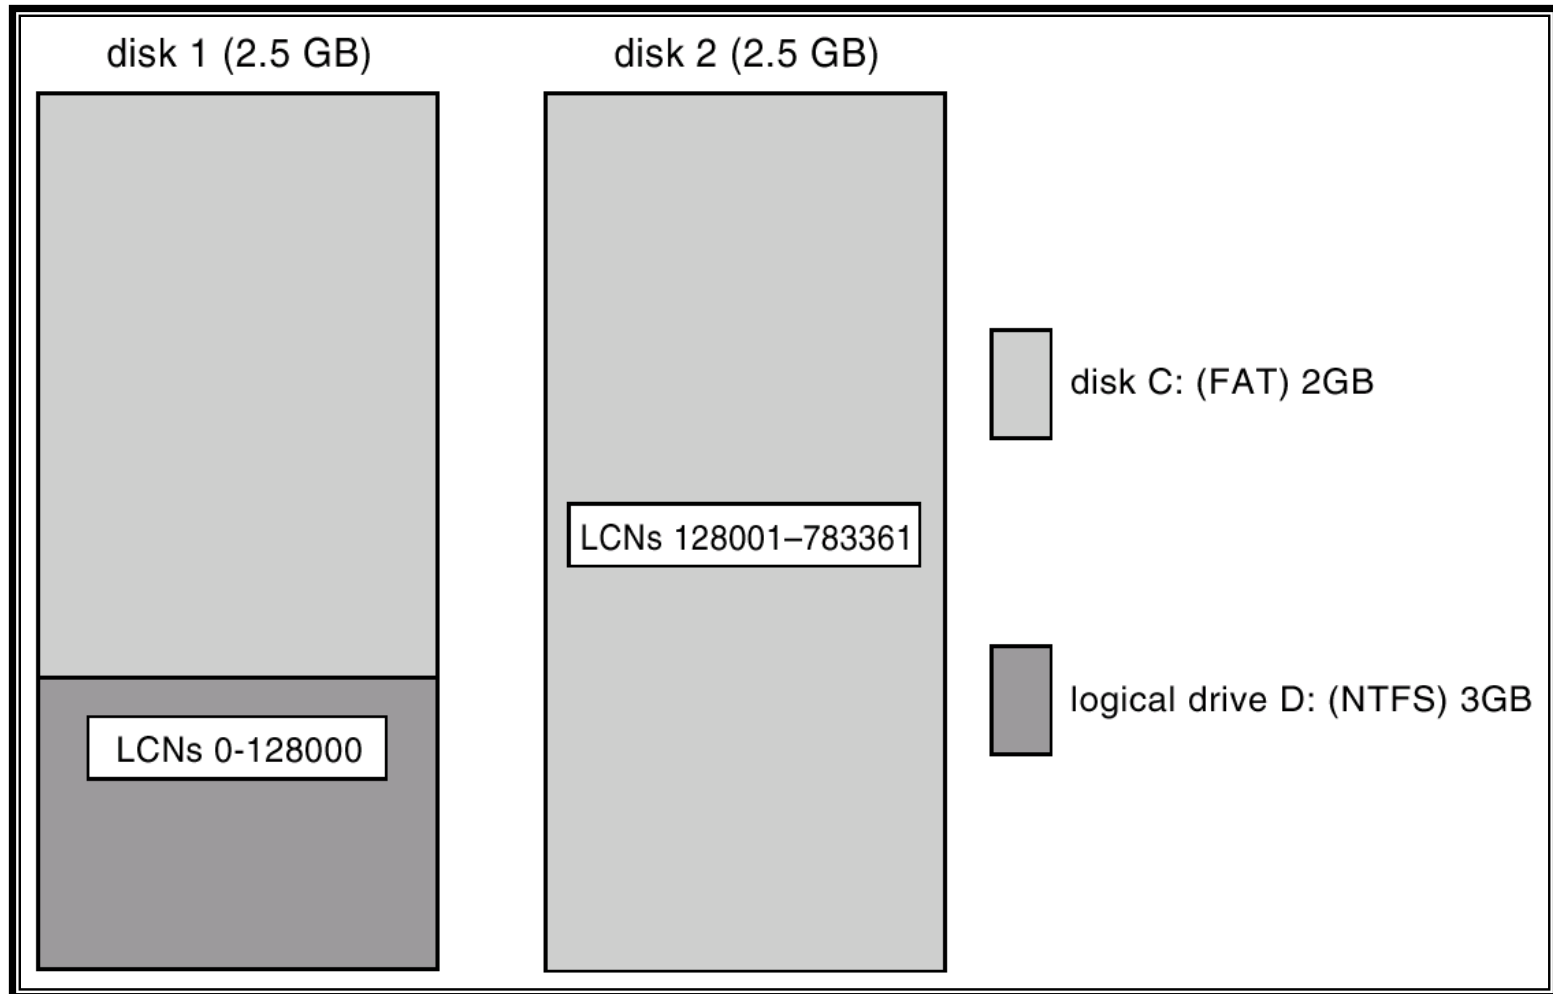 disk 1 (2.5 GB)
disk 2 (2.5 GB)
disk C: (FAT) 2GB
LCNs 128001–783361
logical drive D: (NTFS) 3GB
LCNs 0-128000